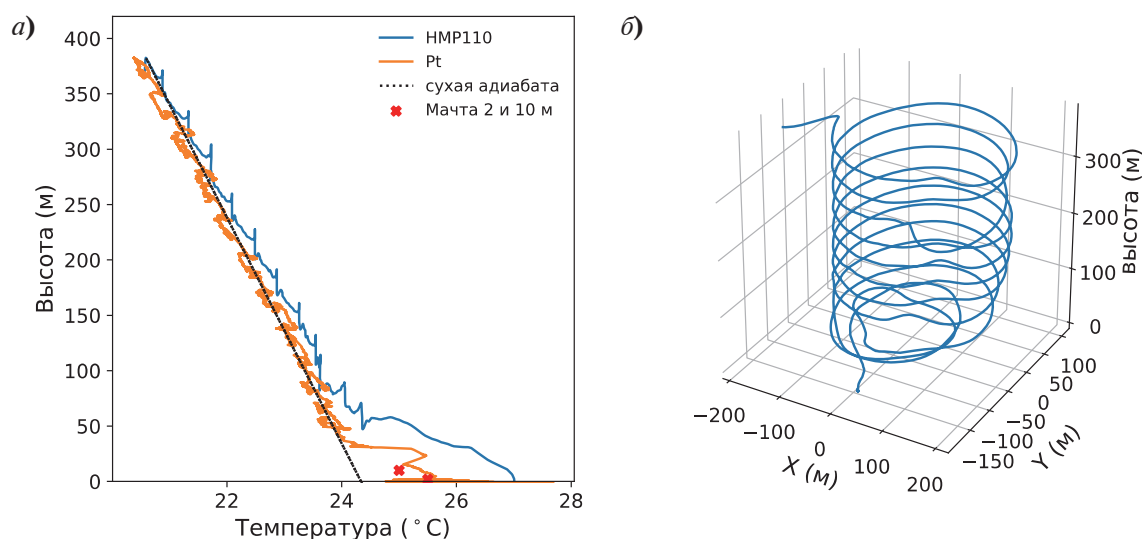 а)
400
350
300
250
200
150
100
50
0
Высота (м)
HMP110
Pt
сухая адиабата
Мачта 2 и 10 м
22
24
26
28
Температура (°C)
б)
300
200
100
0
высота (м)
−200
−100
0
100
200
X (м)
100
50
0
−50
−100
−150
Y (м)